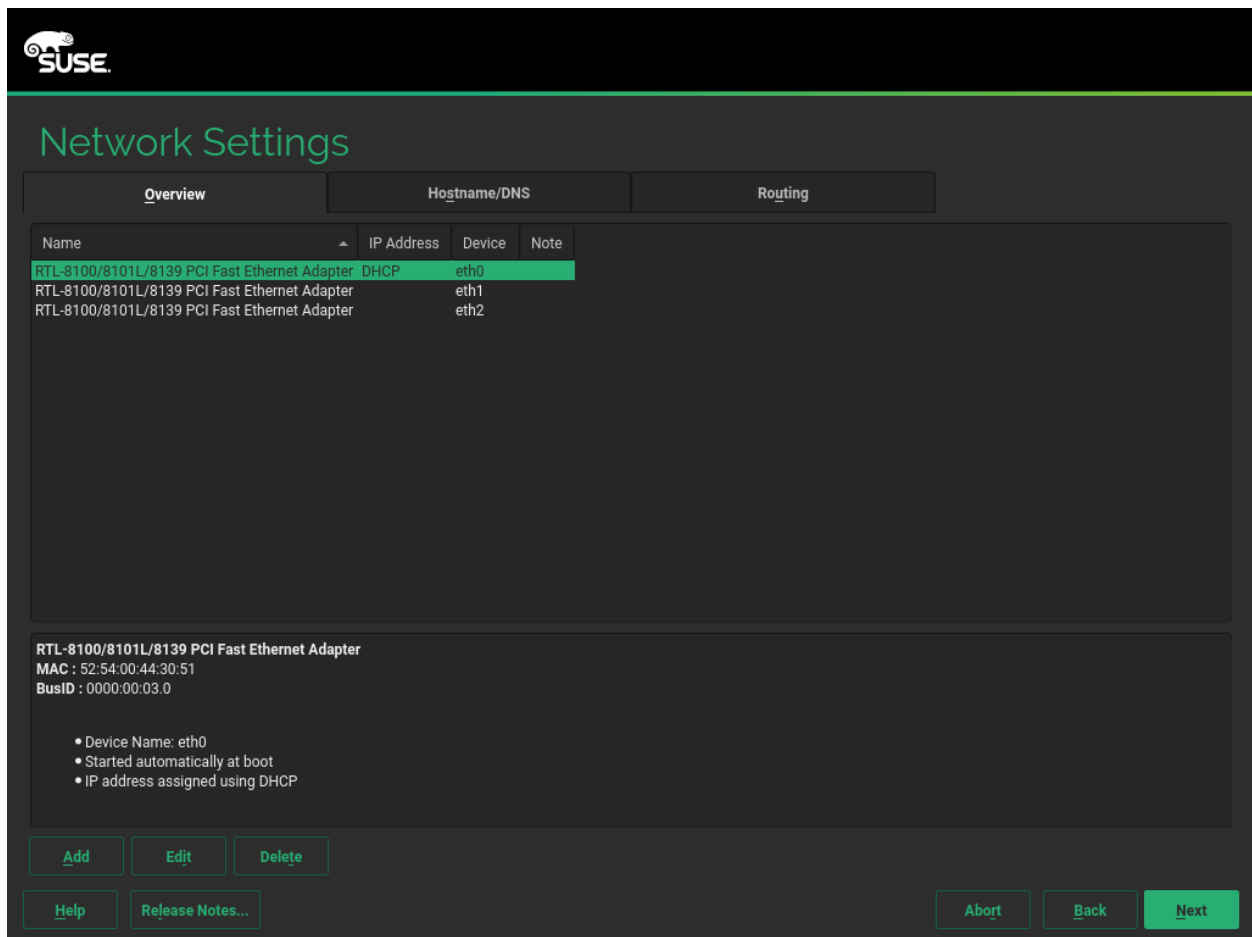 SUSE.
Network Settings
Overview Hostname/DNS Routing
Name IP Address Device Note
RTL-8100/8101L/8139 PCI Fast Ethernet Adapter DHCP eth0
RTL-8100/8101L/8139 PCI Fast Ethernet Adapter eth1
RTL-8100/8101L/8139 PCI Fast Ethernet Adapter eth2
RTL-8100/8101L/8139 PCI Fast Ethernet Adapter
MAC : 52:54:00:44:30:51
BusID : 0000:00:03.0
• Device Name: eth0
• Started automatically at boot
• IP address assigned using DHCP
Add Edit Delete
Help Release Notes... Abort Back Next